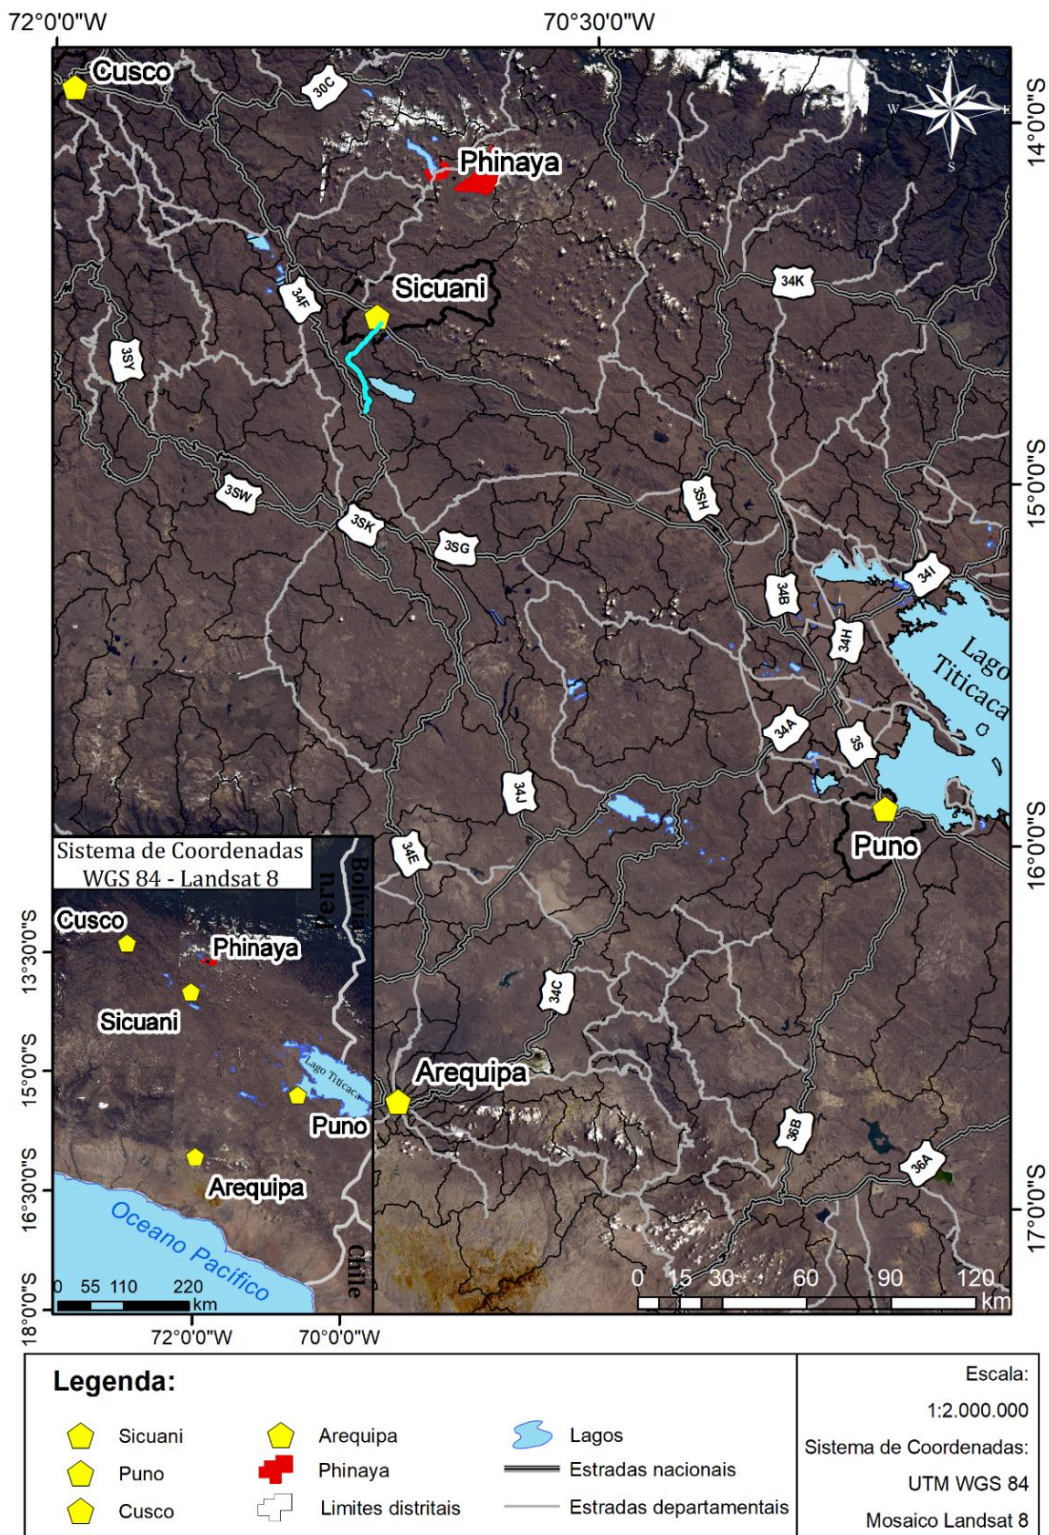 72°0'0"W
70°30'0"W
Cusco
30C
N
W
E
S
14°0'0"S
Phinaya
Sicuani
34F
34K
3SY
15°0'0"S
3SW
3SK
3SG
3SH
34B
34I
34H
Lago
Titicaca
34A
3S
34J
Puno
34E
16°0'0"S
34C
Arequipa
36B
36A
17°0'0"S
0 15 30 60 90 120
km
Sistema de Coordenadas
WGS 84 - Landsat 8
Peru
Cusco
13°30'0"S
Phinaya
Sicuani
15°0'0"S
Lago Titicaca
Puno
Arequipa
16°30'0"S
Oceano Pacífico
Chile
0 55 110 220
km
18°0'0"S
72°0'0"W
70°0'0"W
Legenda:
Sicuani
Puno
Cusco
Arequipa
Phinaya
Limites distritais
Lagos
Estradas nacionais
Estradas departamentais
Escala:
1:2.000.000
Sistema de Coordenadas:
UTM WGS 84
Mosaico Landsat 8